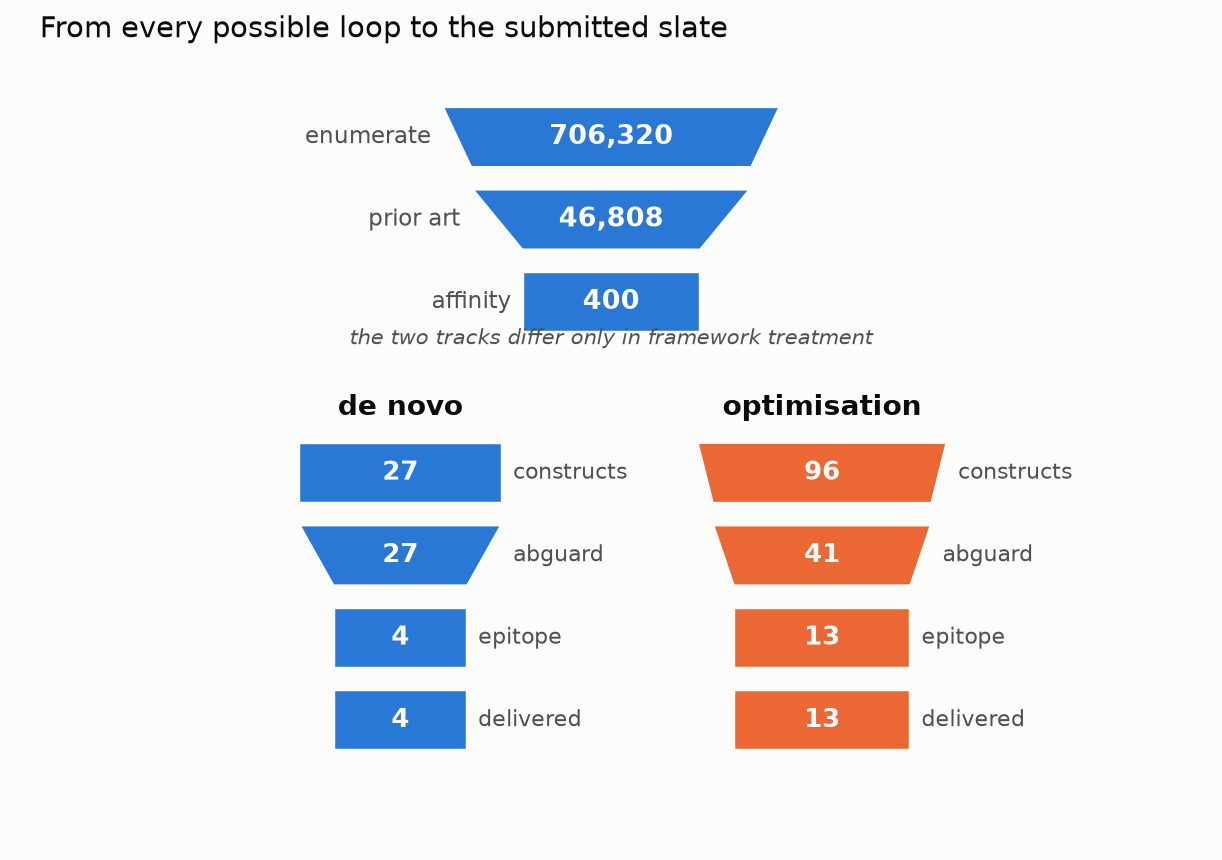 From every possible loop to the submitted slate
enumerate 706,320
prior art 46,808
affinity 400
the two tracks differ only in framework treatment
de novo optimisation
27 constructs 96 constructs
27 abguard 41 abguard
4 epitope 13 epitope
4 delivered 13 delivered